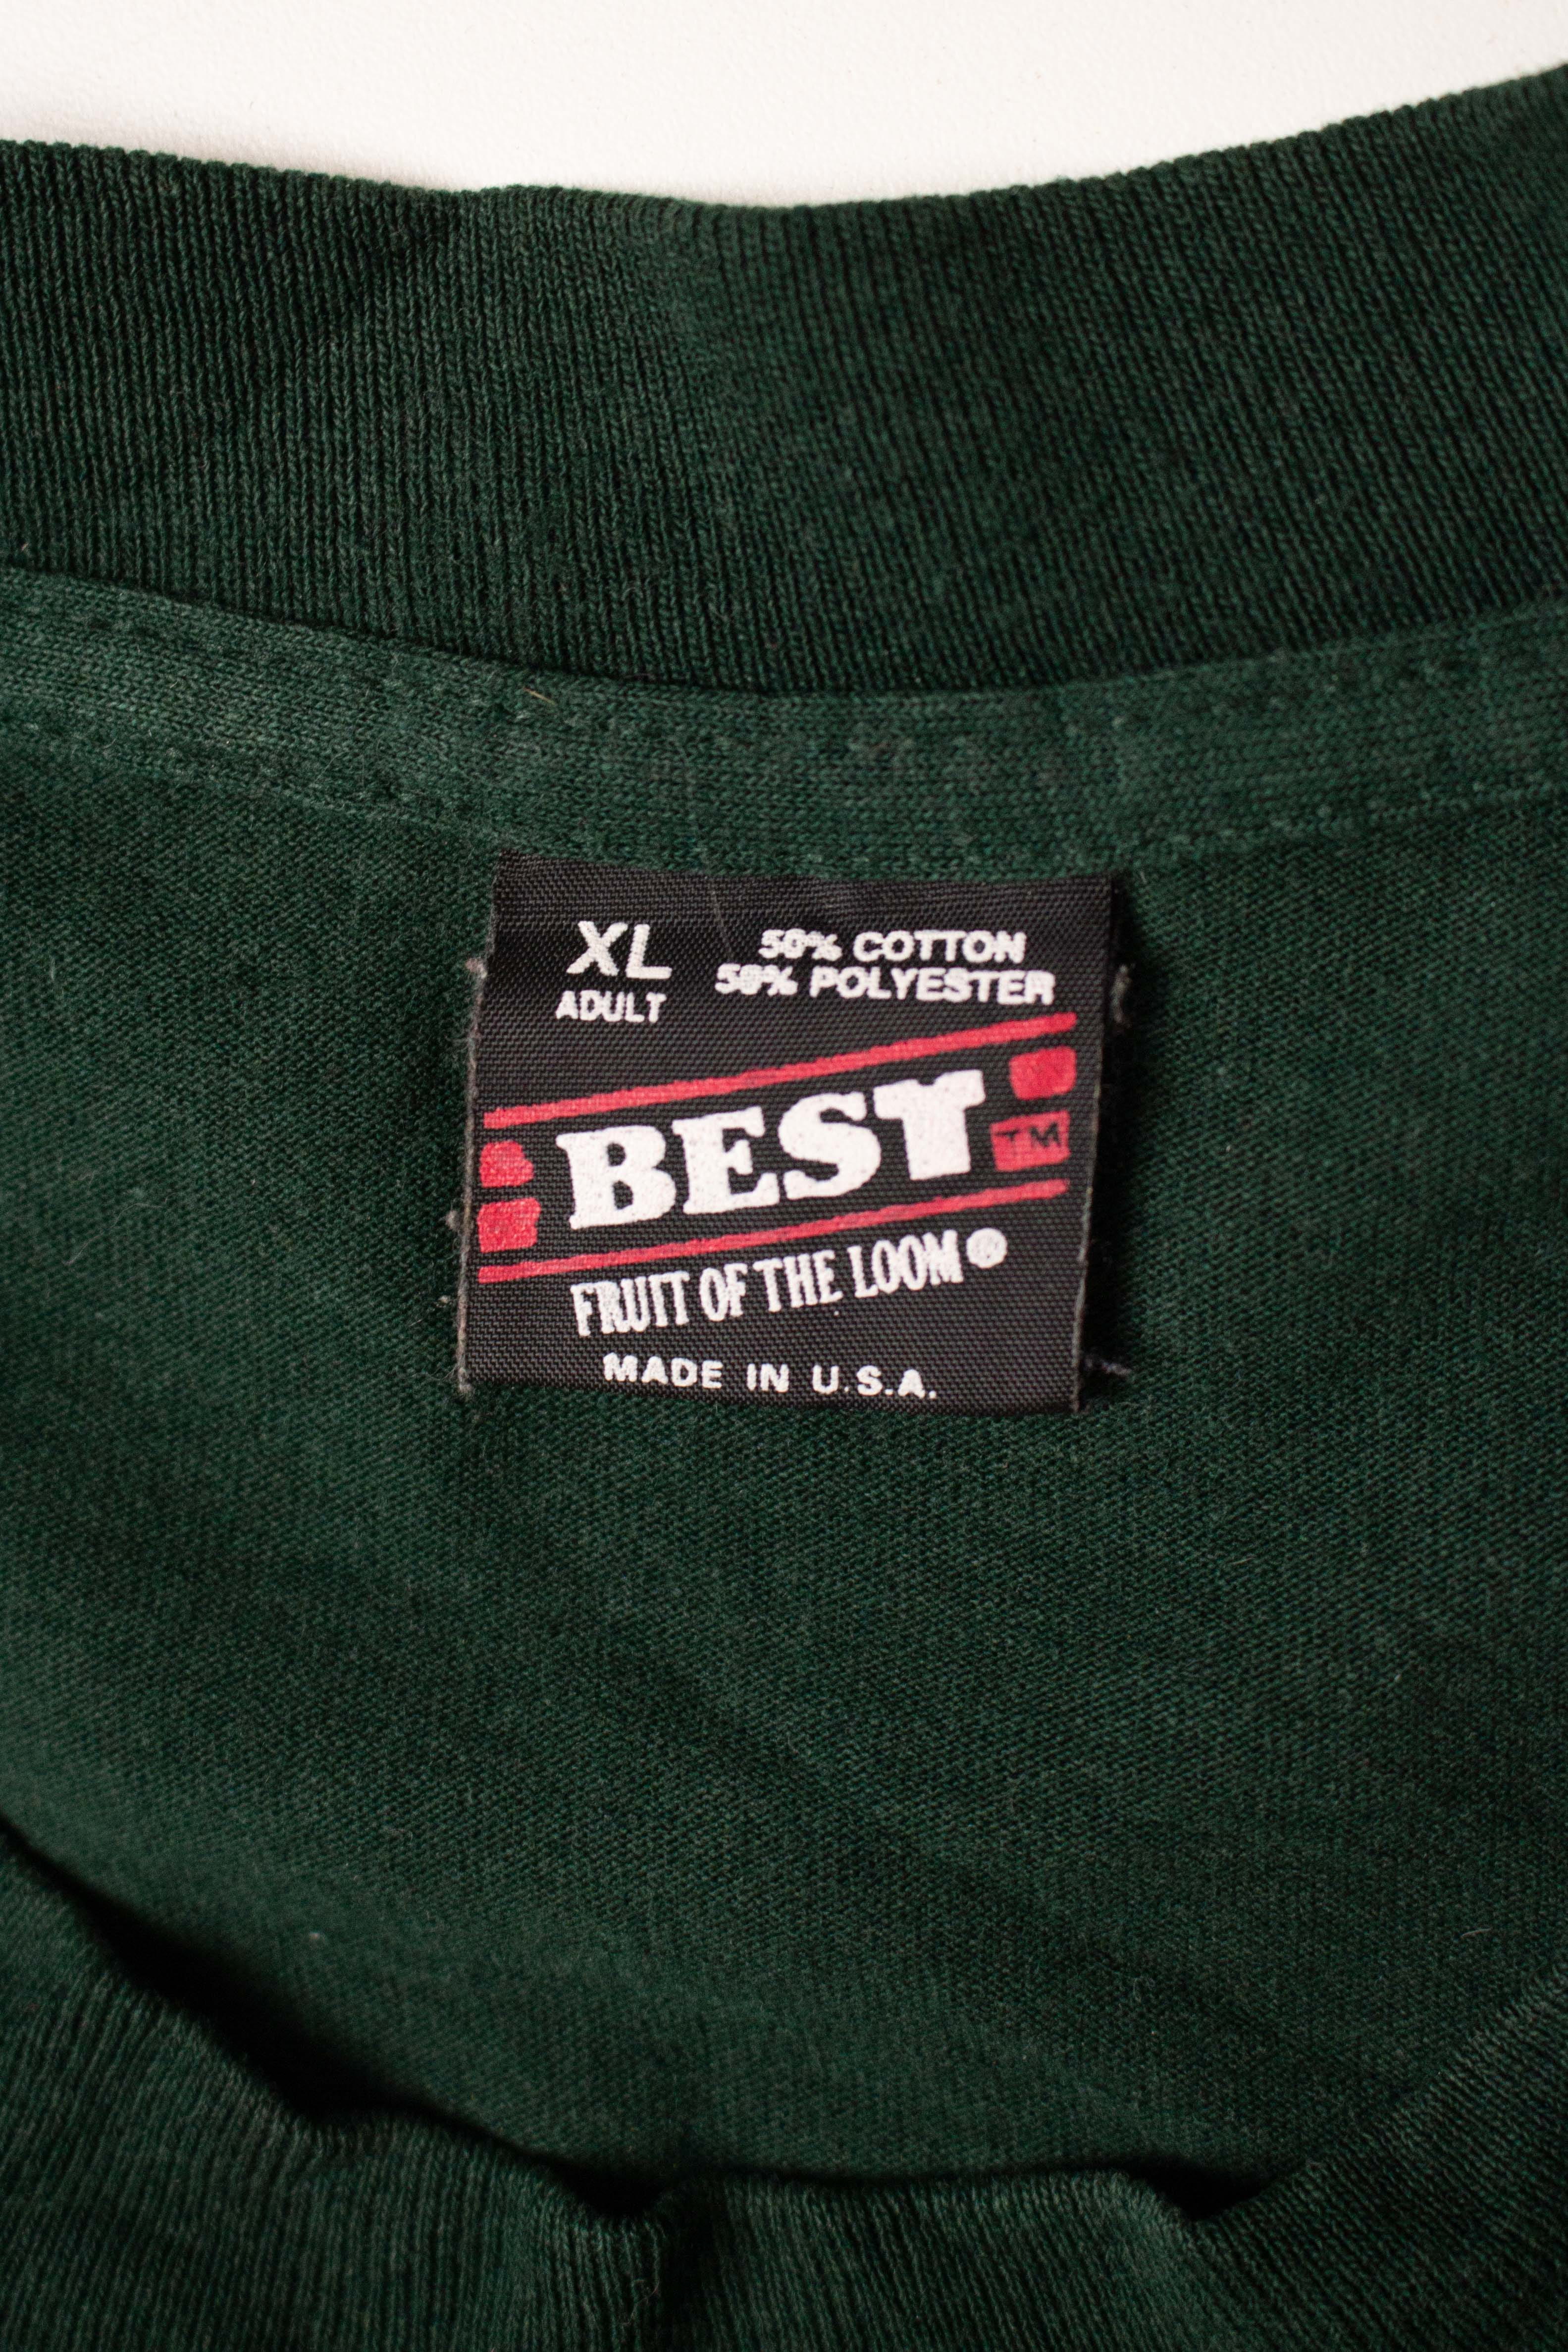 XL
ADULT
50% COTTON
50% POLYESTER
BEST
TM
FRUIT OF THE LOOM
MADE IN U.S.A.